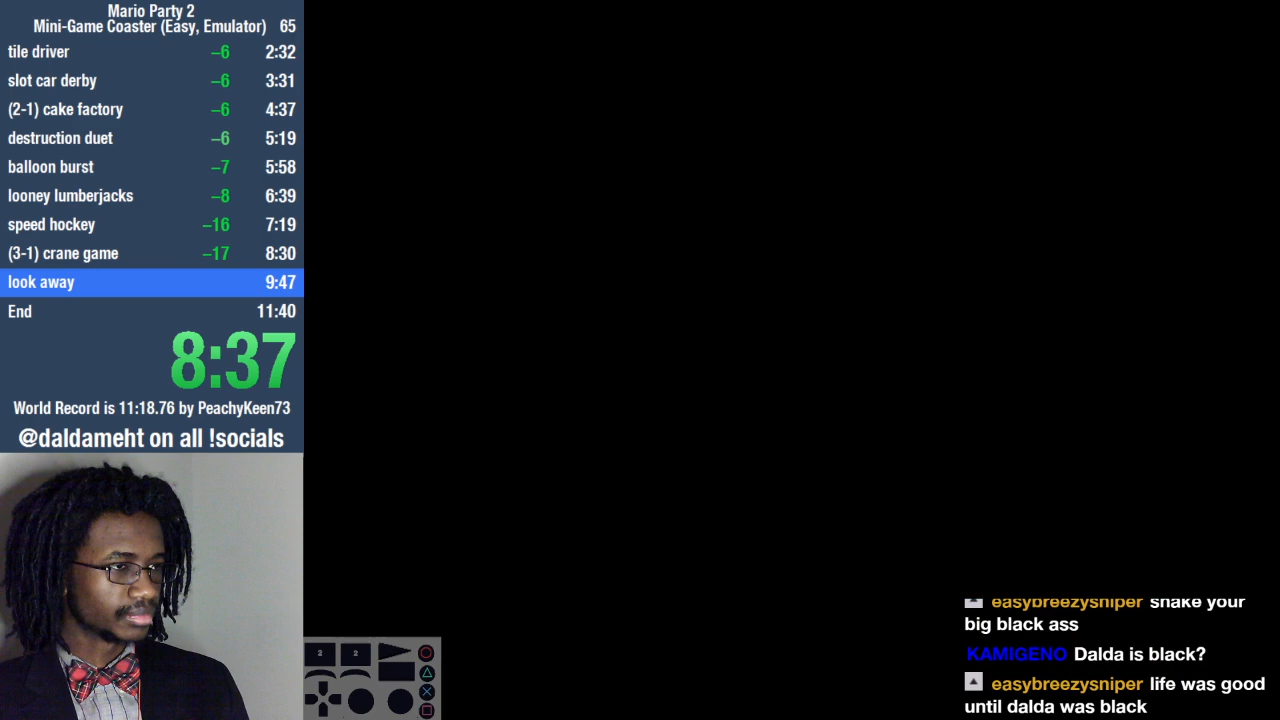 Mario Party 2
Mini-Game Coaster (Easy, Emulator) 65
tile driver −6 2:32
slot car derby −6 3:31
(2-1) cake factory −6 4:37
destruction duet −6 5:19
balloon burst −7 5:58
looney lumberjacks −8 6:39
speed hockey −16 7:19
(3-1) crane game −17 8:30
look away 9:47
End 11:40
8:37
World Record is 11:18.76 by PeachyKeen73
@daldameht on all !socials
2 2
easybreezysniper shake your
big black ass
KAMIGENO Dalda is black?
easybreezysniper life was good
until dalda was black